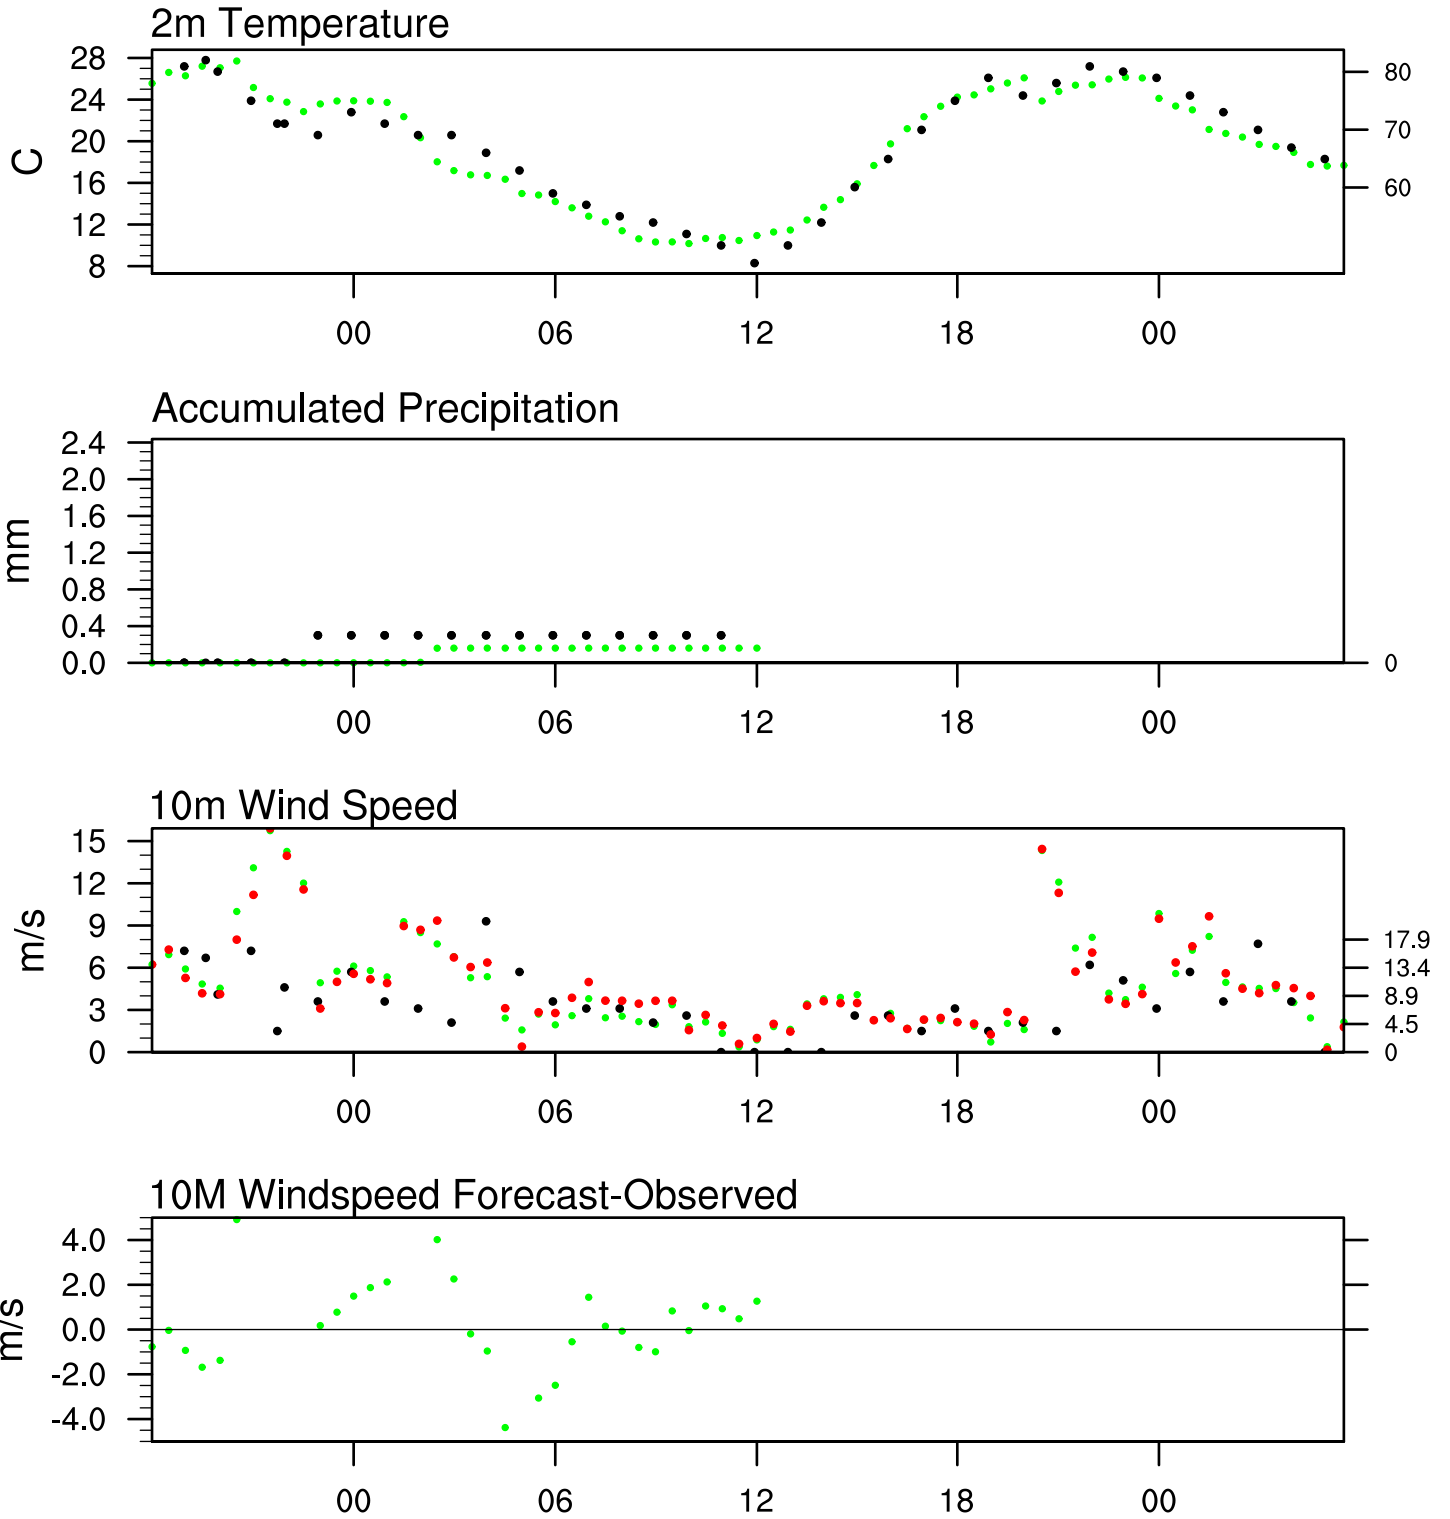 2m Temperature
28
24
20
16
12
8
C
80
70
60
00 06 12 18 00
Accumulated Precipitation
2.4
2.0
1.6
1.2
0.8
0.4
0.0
mm
0
00 06 12 18 00
10m Wind Speed
15
12
9
6
3
0
m/s
17.9
13.4
8.9
4.5
0
00 06 12 18 00
10M Windspeed Forecast-Observed
4.0
2.0
0.0
-2.0
-4.0
m/s
00 06 12 18 00